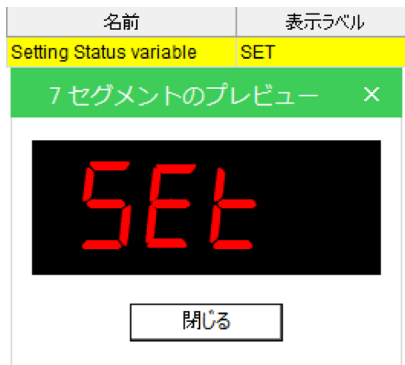 名前 表示ラベル
Setting Status variable SET
7 セグメントのプレビュー ×
SEt
閉じる